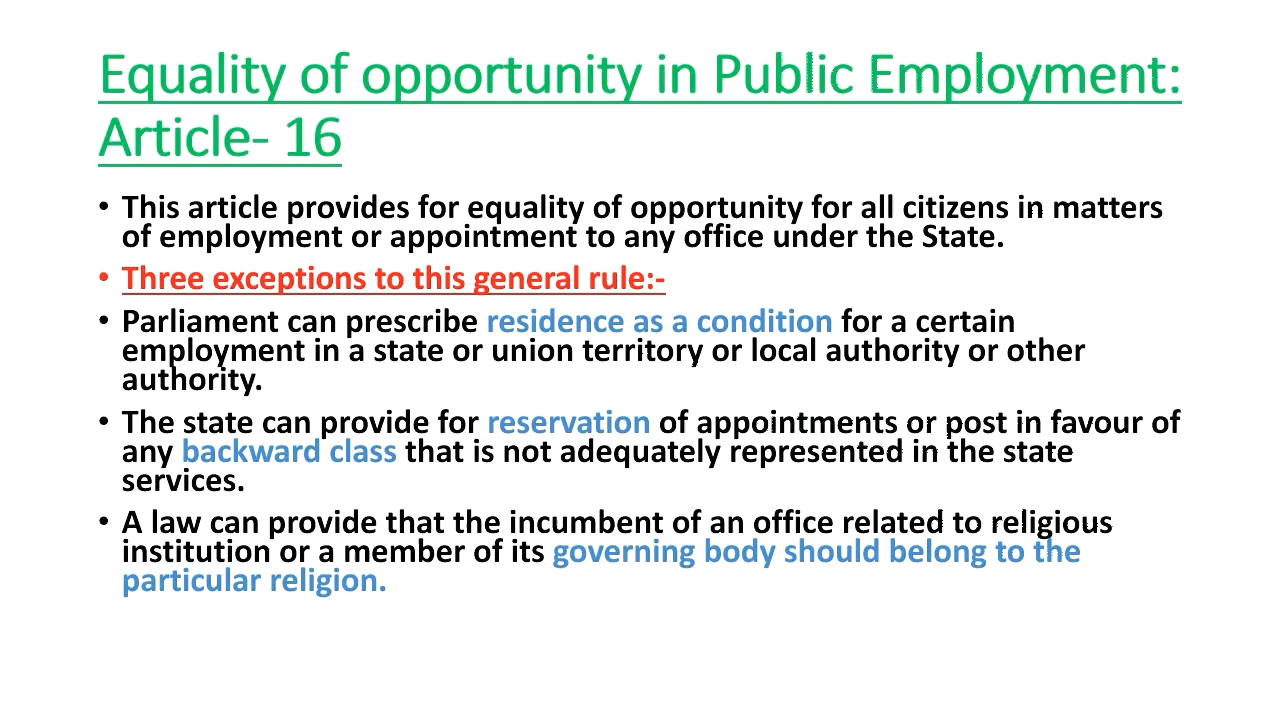 Equality of opportunity in Public Employment:
Article- 16
• This article provides for equality of opportunity for all citizens in matters
of employment or appointment to any office under the State.
• Three exceptions to this general rule:-
• Parliament can prescribe residence as a condition for a certain
employment in a state or union territory or local authority or other
authority.
• The state can provide for reservation of appointments or post in favour of
any backward class that is not adequately represented in the state
services.
• A law can provide that the incumbent of an office related to religious
institution or a member of its governing body should belong to the
particular religion.